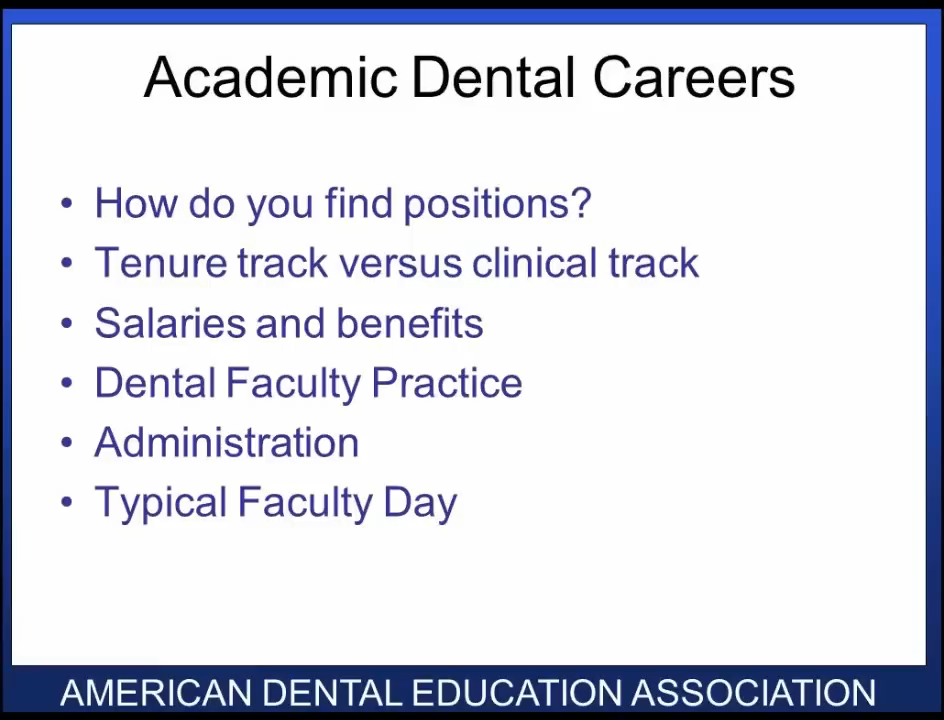 Academic Dental Careers
• How do you find positions?
• Tenure track versus clinical track
• Salaries and benefits
• Dental Faculty Practice
• Administration
• Typical Faculty Day
AMERICAN DENTAL EDUCATION ASSOCIATION